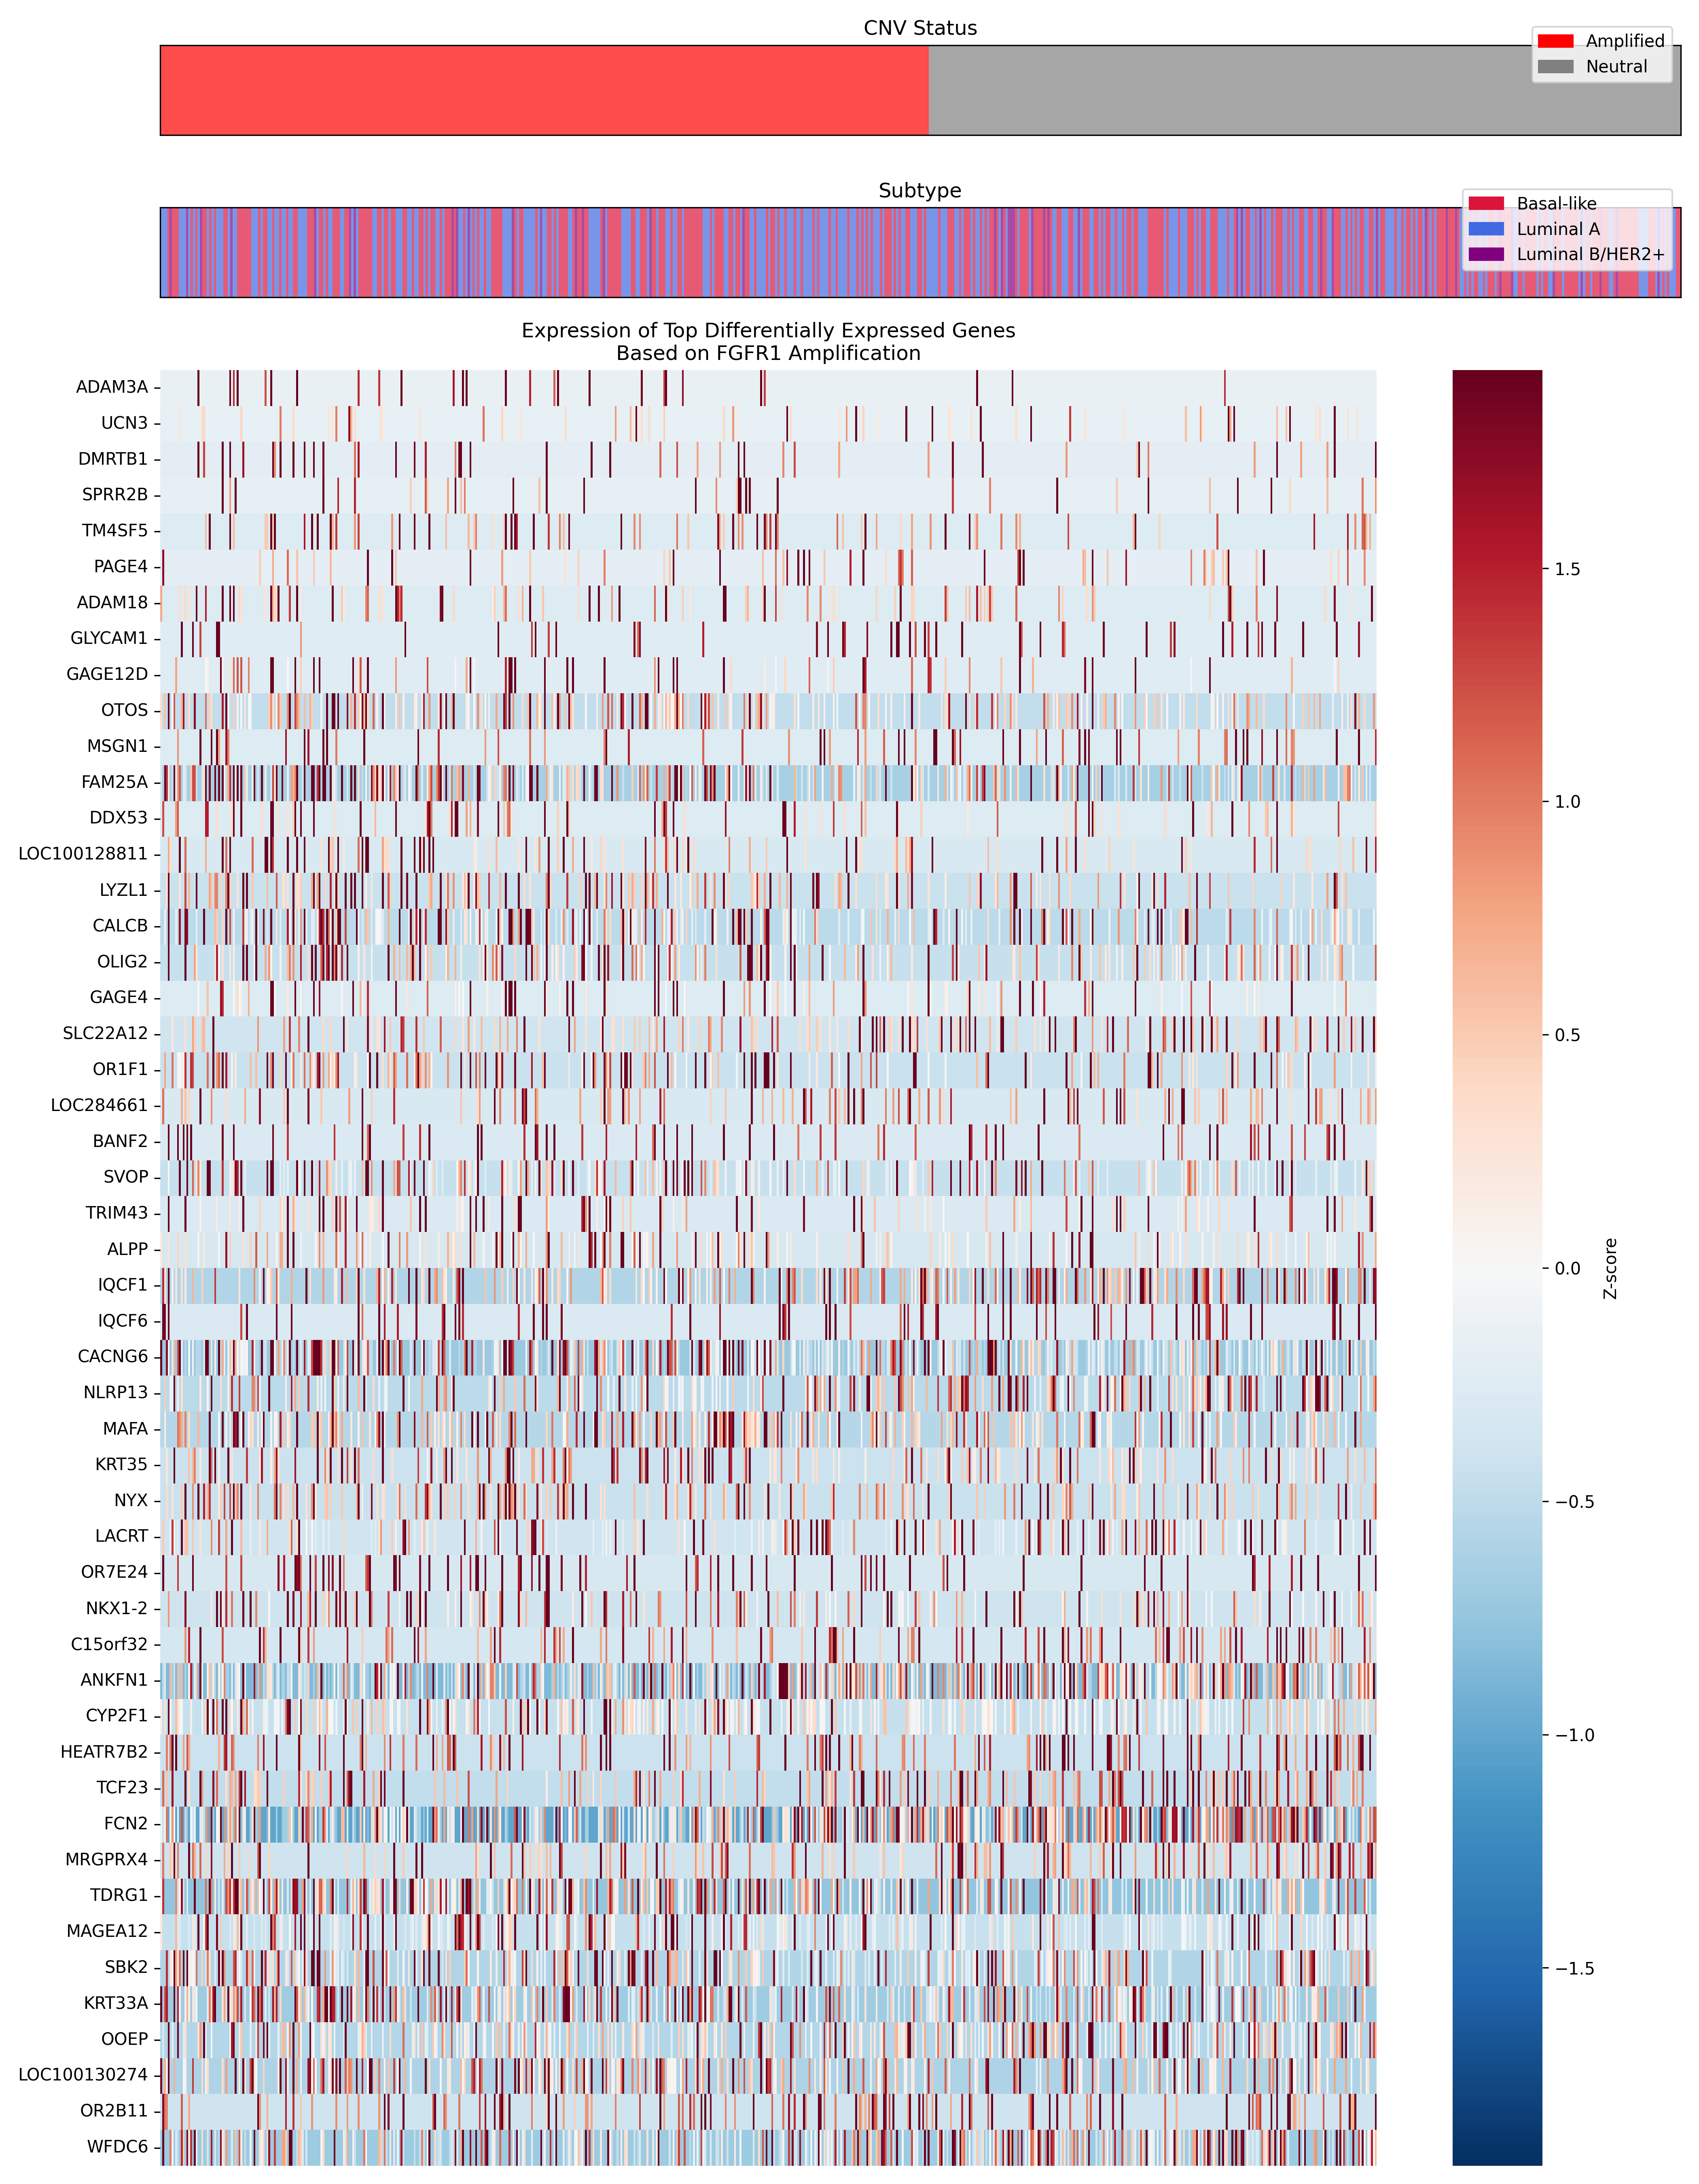 CNV Status
Amplified
Neutral
Subtype
Basal-like
Luminal A
Luminal B/HER2+
Expression of Top Differentially Expressed Genes
Based on FGFR1 Amplification
ADAM3A
UCN3
DMRTB1
SPRR2B
TM4SF5
PAGE4
ADAM18
GLYCAM1
GAGE12D
OTOS
MSGN1
FAM25A
DDX53
LOC100128811
LYZL1
CALCB
OLIG2
GAGE4
SLC22A12
OR1F1
LOC284661
BANF2
SVOP
TRIM43
ALPP
IQCF1
IQCF6
CACNG6
NLRP13
MAFA
KRT35
NYX
LACRT
OR7E24
NKX1-2
C15orf32
ANKFN1
CYP2F1
HEATR7B2
TCF23
FCN2
MRGPRX4
TDRG1
MAGEA12
SBK2
KRT33A
OOEP
LOC100130274
OR2B11
WFDC6
1.5
1.0
0.5
0.0
−0.5
−1.0
−1.5
Z-score